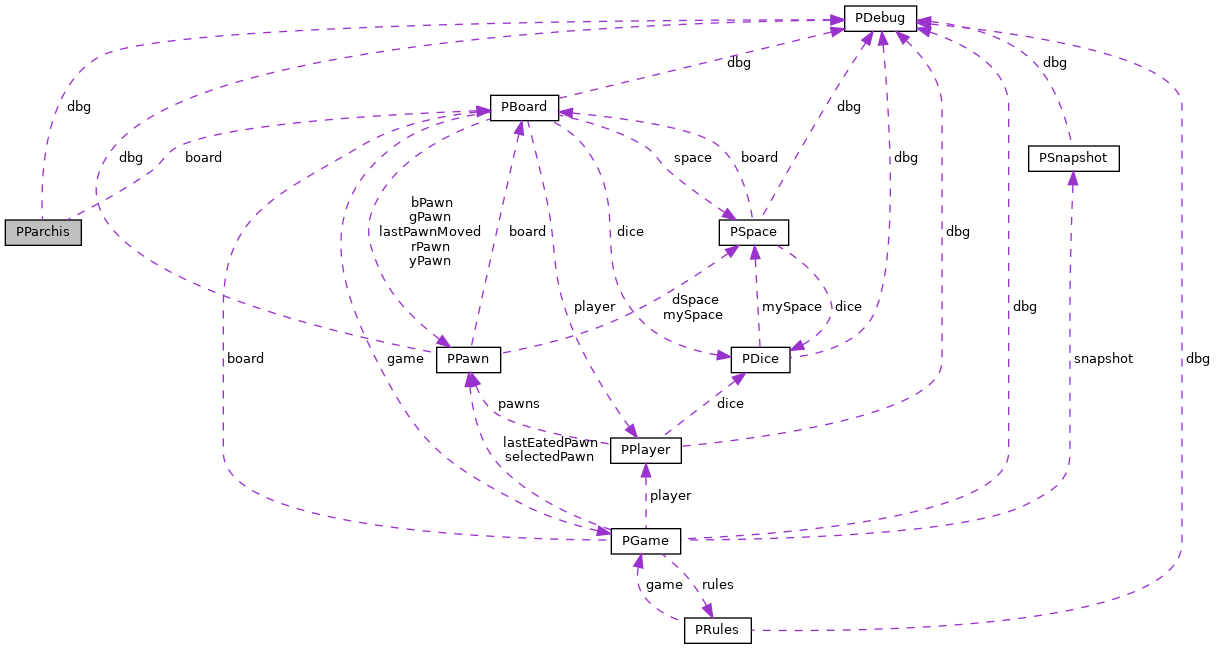 PDebug
dbg
PBoard
dbg
board
dbg
space
board
dbg
dbg
PSnapshot
bPawn
gPawn
lastPawnMoved
rPawn
yPawn
PParchis
board
dice
PSpace
dbg
player
dSpace
mySpace
mySpace
dice
dbg
board
game
PPawn
PDice
snapshot
dbg
pawns
dice
lastEatedPawn
selectedPawn
PPlayer
player
PGame
game
rules
PRules